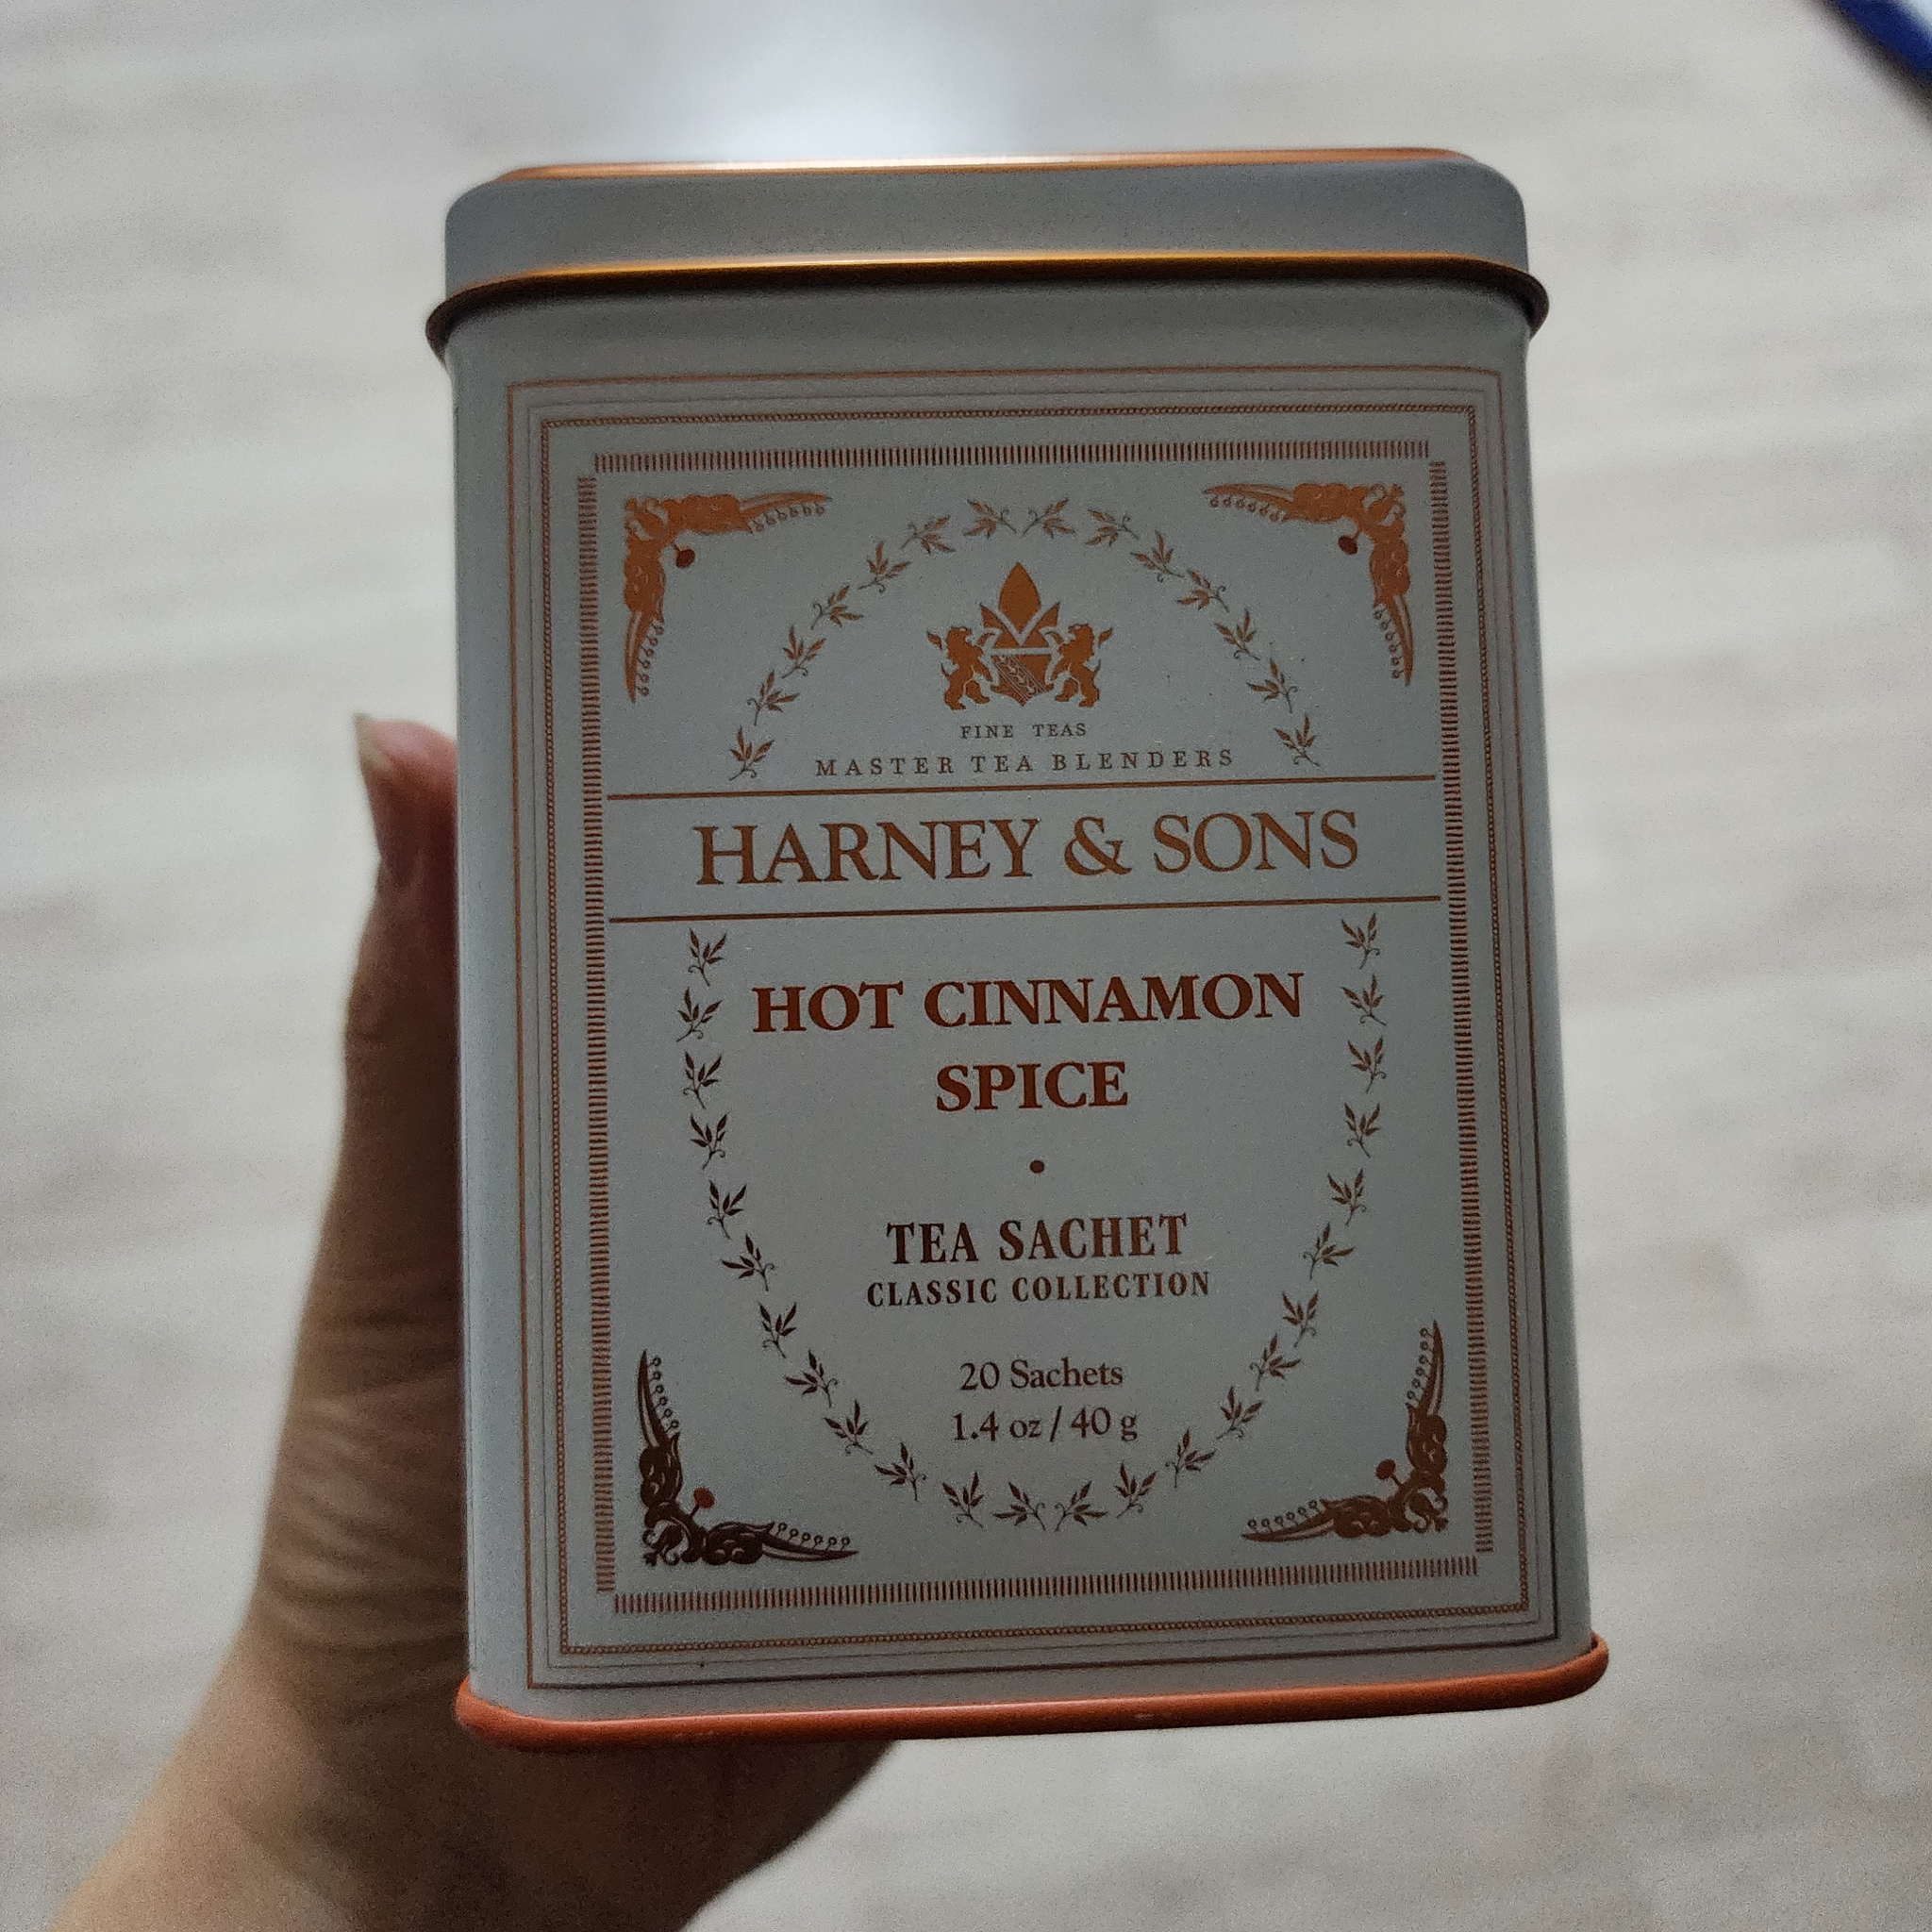 FINE TEAS
MASTER TEA BLENDERS
HARNEY & SONS
HOT CINNAMON
SPICE
•
TEA SACHET
CLASSIC COLLECTION
20 Sachets
1.4 oz / 40 g